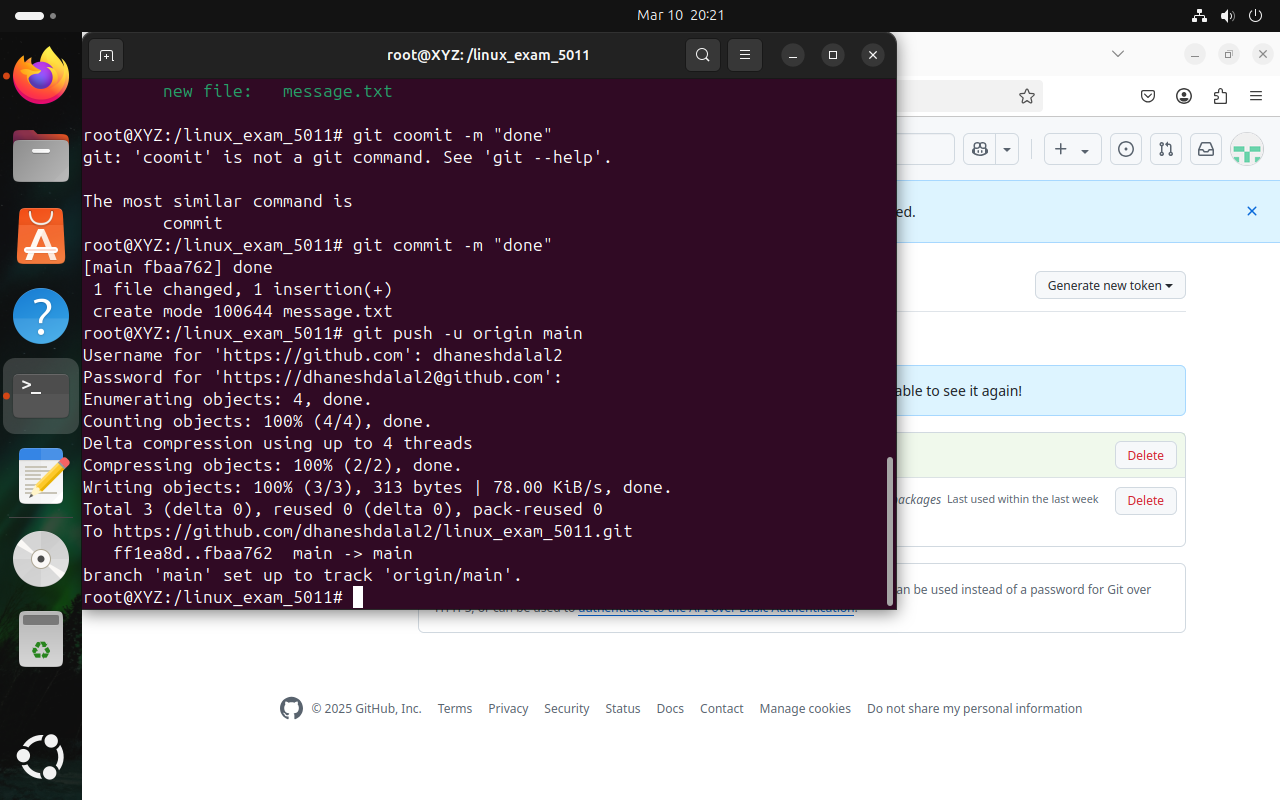 Mar 10  20:21
root@XYZ: /linux_exam_5011
        new file:   message.txt
root@XYZ:/linux_exam_5011# git coomit -m "done"
git: 'coomit' is not a git command. See 'git --help'.
The most similar command is
        commit
root@XYZ:/linux_exam_5011# git commit -m "done"
[main fbaa762] done
 1 file changed, 1 insertion(+)
 create mode 100644 message.txt
root@XYZ:/linux_exam_5011# git push -u origin main
Username for 'https://github.com': dhaneshdalal2
Password for 'https://dhaneshdalal2@github.com':
Enumerating objects: 4, done.
Counting objects: 100% (4/4), done.
Delta compression using up to 4 threads
Compressing objects: 100% (2/2), done.
Writing objects: 100% (3/3), 313 bytes | 78.00 KiB/s, done.
Total 3 (delta 0), reused 0 (delta 0), pack-reused 0
To https://github.com/dhaneshdalal2/linux_exam_5011.git
   ff1ea8d..fbaa762  main -> main
branch 'main' set up to track 'origin/main'.
root@XYZ:/linux_exam_5011#
ed.
Generate new token
able to see it again!
Delete
packages Last used within the last week
Delete
an be used instead of a password for Git over
authenticate to the API over Basic Authentication.
© 2025 GitHub, Inc. Terms Privacy Security Status Docs Contact Manage cookies Do not share my personal information